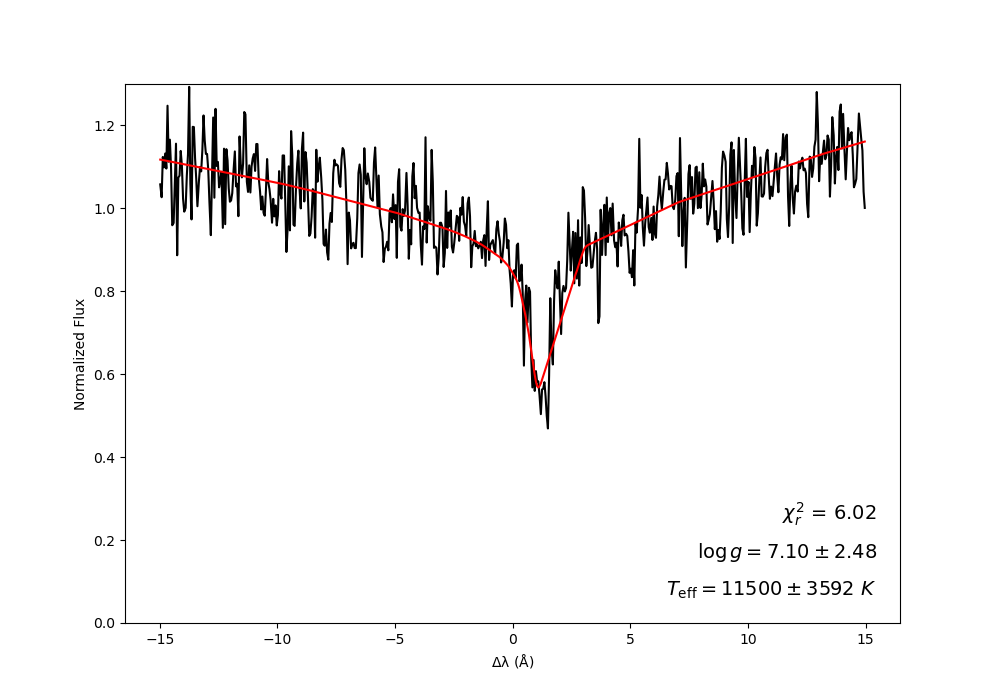 1.2
1.0
0.8
0.6
0.4
0.2
0.0
Normalized Flux
χ²ᵣ = 6.02
log g = 7.10 ± 2.48
T_eff = 11500 ± 3592 K
−15 −10 −5 0 5 10 15
Δλ (Å)